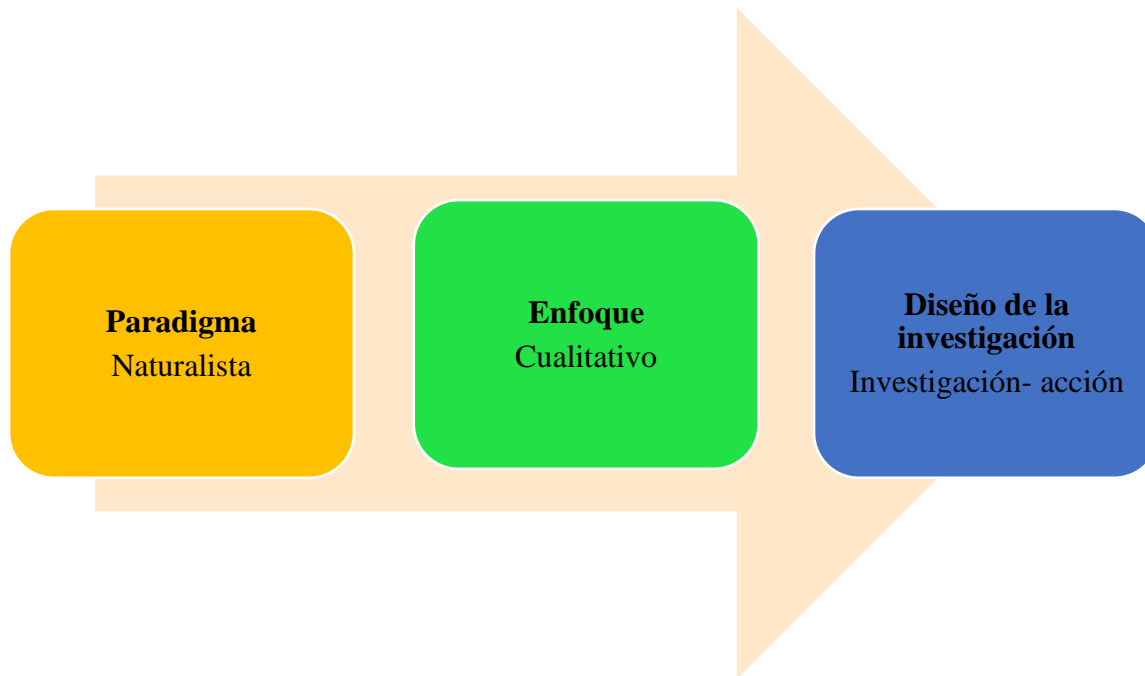 Paradigma
Naturalista
Enfoque
Cualitativo
Diseño de la
investigación
Investigación- acción